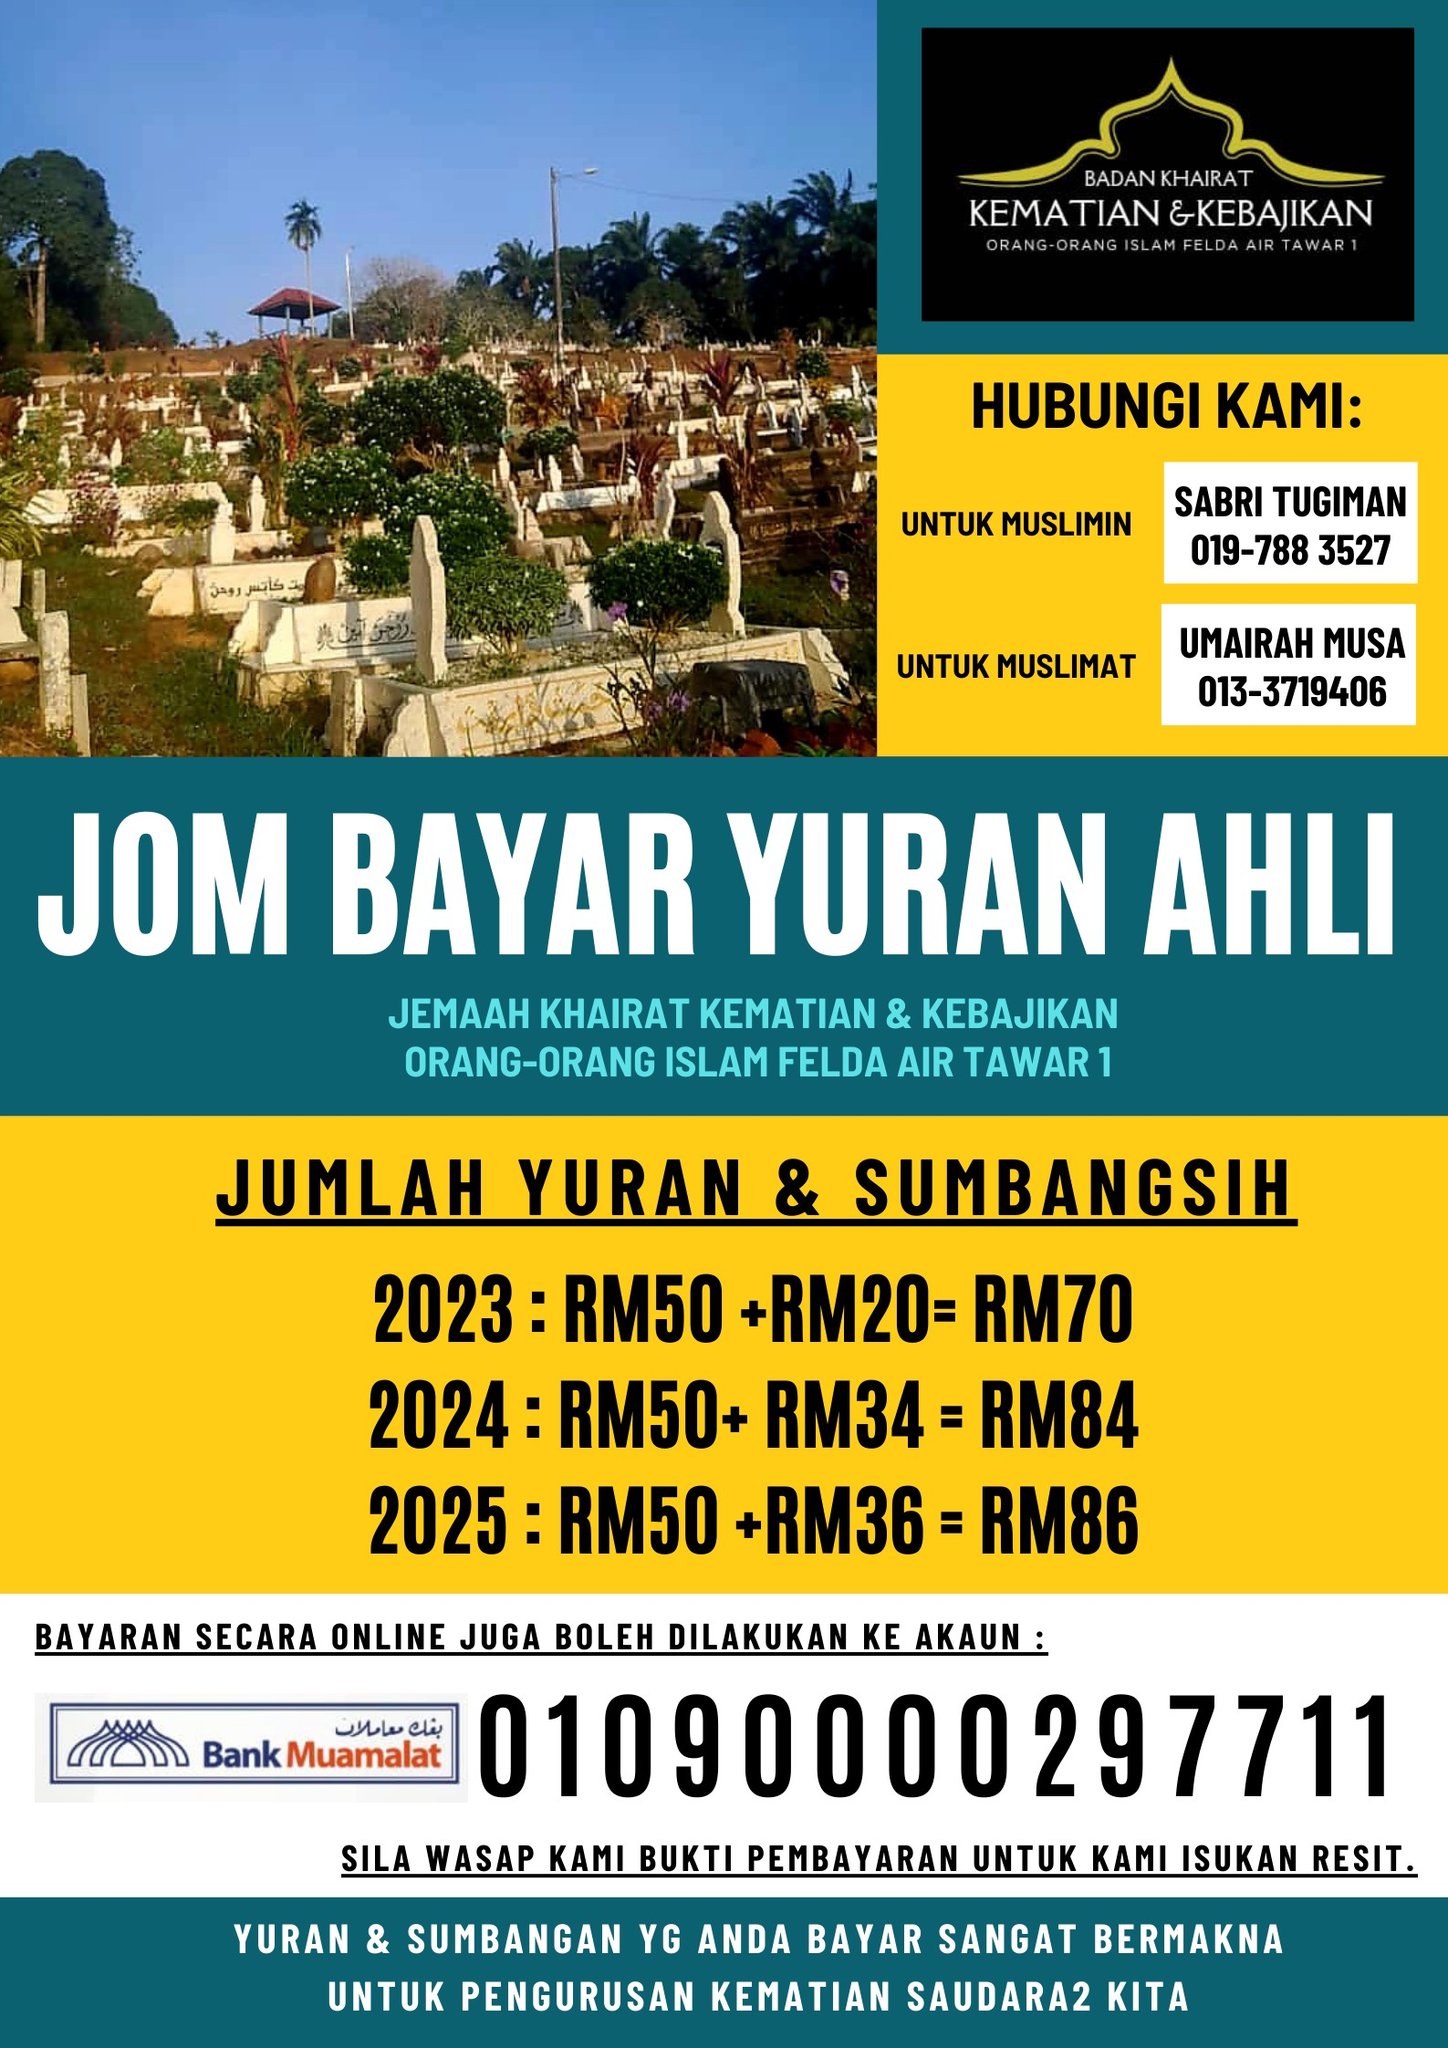 BADAN KHAIRAT
KEMATIAN & KEBAJIKAN
ORANG-ORANG ISLAM FELDA AIR TAWAR 1
HUBUNGI KAMI:
UNTUK MUSLIMIN
SABRI TUGIMAN
019-788 3527
UNTUK MUSLIMAT
UMAIRAH MUSA
013-3719406
JOM BAYAR YURAN AHLI
JEMAAH KHAIRAT KEMATIAN & KEBAJIKAN
ORANG-ORANG ISLAM FELDA AIR TAWAR 1
JUMLAH YURAN & SUMBANGSIH
2023 : RM50 +RM20= RM70
2024 : RM50+ RM34 = RM84
2025 : RM50 +RM36 = RM86
BAYARAN SECARA ONLINE JUGA BOLEH DILAKUKAN KE AKAUN :
بنك معاملات
Bank Muamalat
01090000297711
SILA WASAP KAMI BUKTI PEMBAYARAN UNTUK KAMI ISUKAN RESIT.
YURAN & SUMBANGAN YG ANDA BAYAR SANGAT BERMAKNA
UNTUK PENGURUSAN KEMATIAN SAUDARA2 KITA